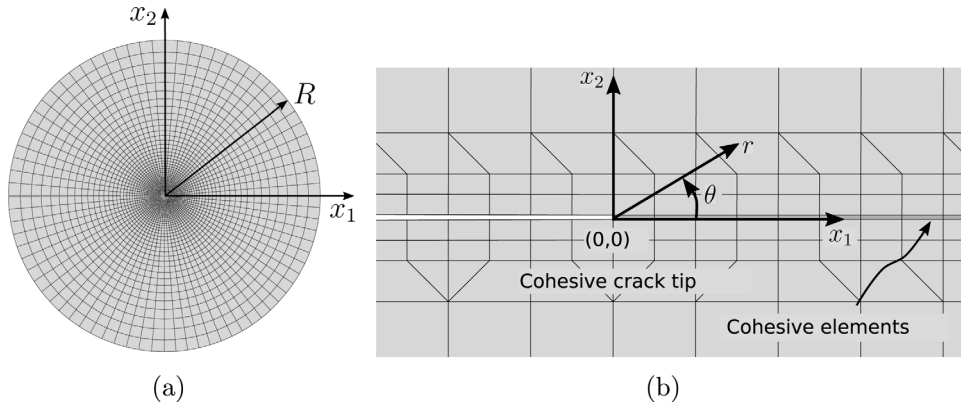 x₂
R
x₁
(a)
x₂
r
θ
(0,0)
x₁
Cohesive crack tip
Cohesive elements
(b)